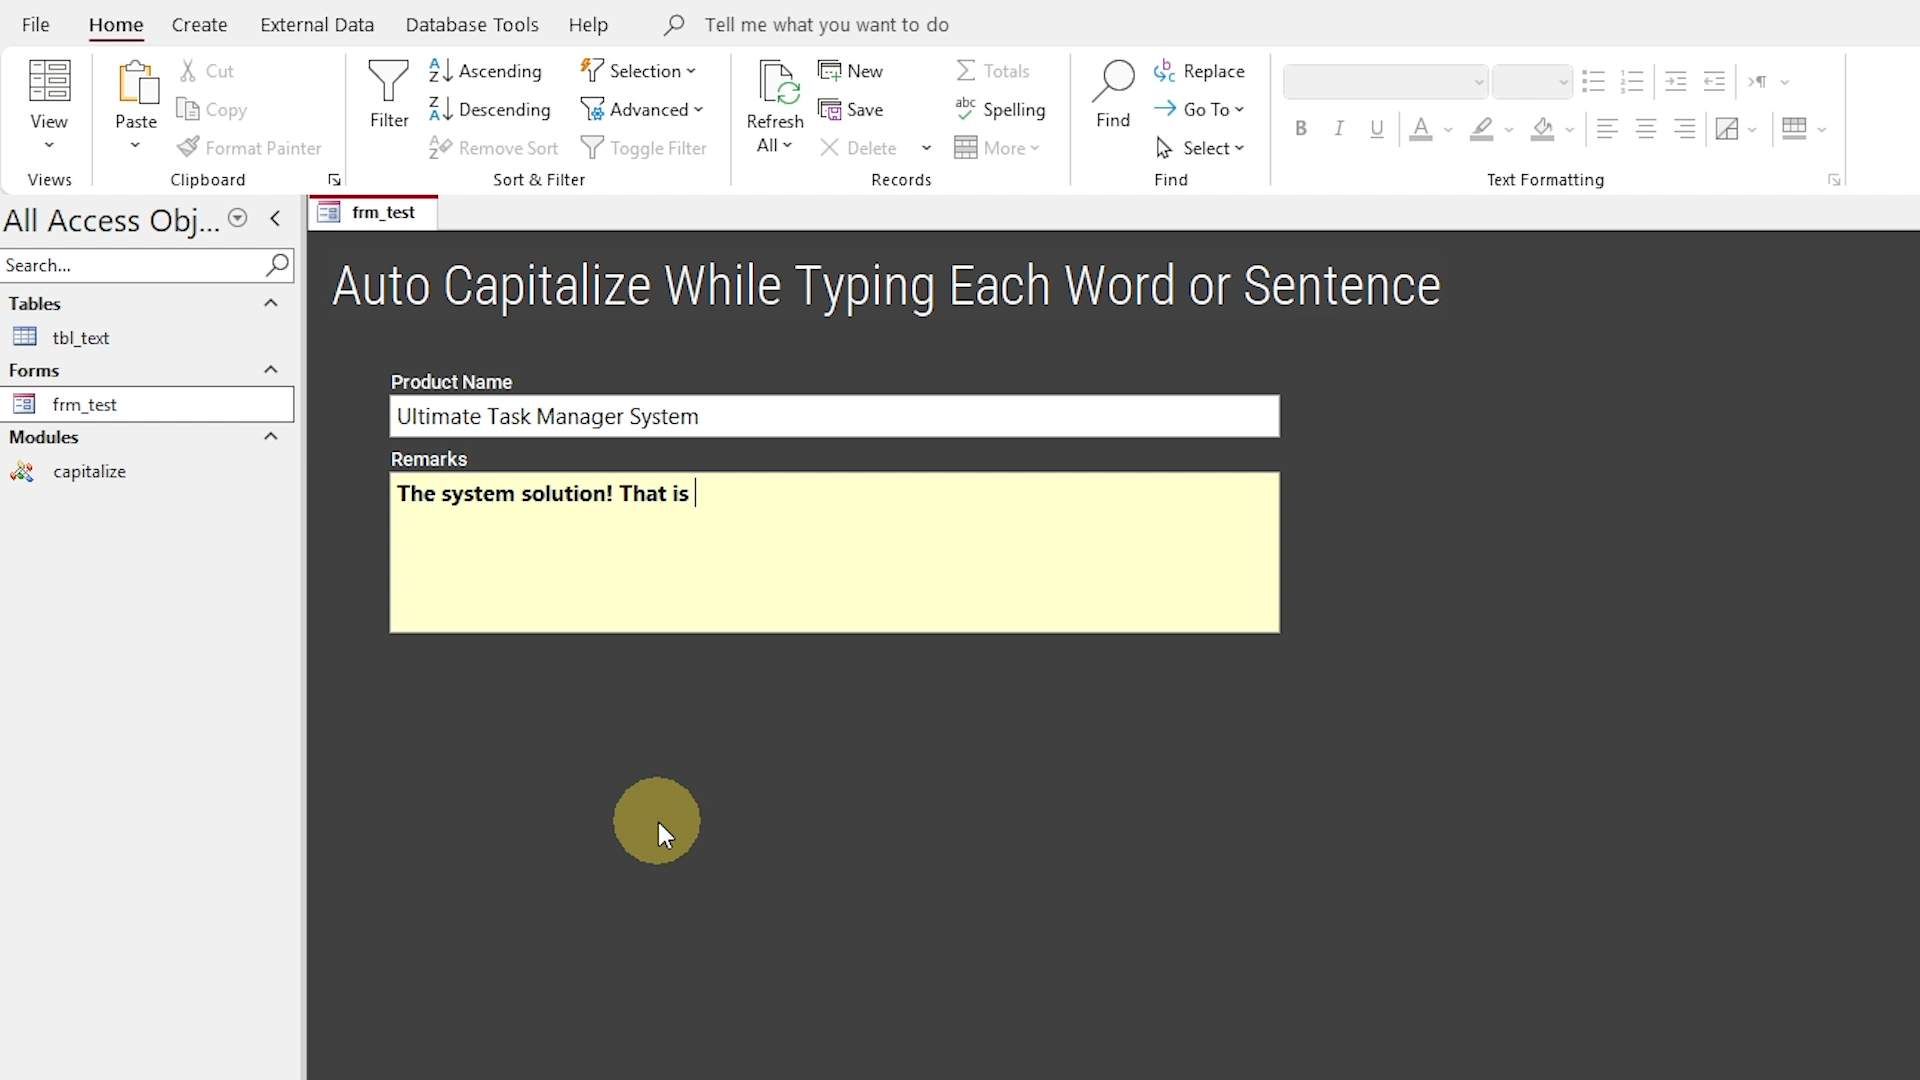 File Home Create External Data Database Tools Help Tell me what you want to do
View
Views
Paste
Cut
Copy
Format Painter
Clipboard
Filter
Ascending
Descending
Remove Sort
Selection
Advanced
Toggle Filter
Sort & Filter
Refresh
All
New
Save
Delete
Totals
Spelling
More
Records
Find
Replace
Go To
Select
Find
B I U A
Text Formatting
All Access Obj...
Search...
Tables
tbl_text
Forms
frm_test
Modules
capitalize
frm_test
Auto Capitalize While Typing Each Word or Sentence
Product Name
Ultimate Task Manager System
Remarks
The system solution! That is